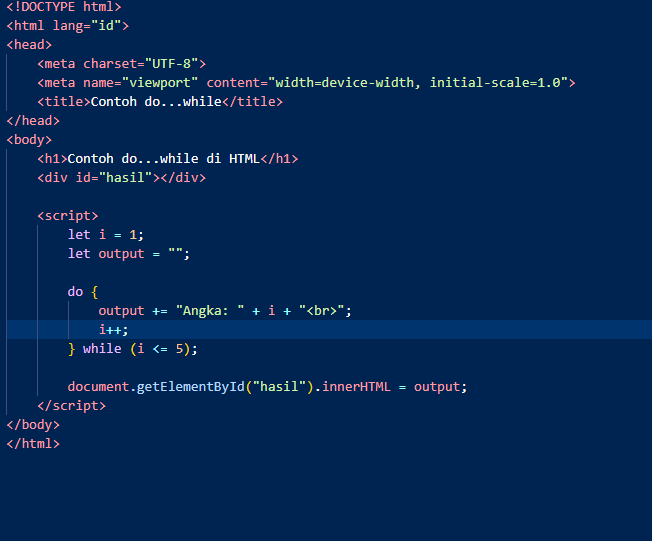 <!DOCTYPE html>
<html lang="id">
<head>
    <meta charset="UTF-8">
    <meta name="viewport" content="width=device-width, initial-scale=1.0">
    <title>Contoh do...while</title>
</head>
<body>
    <h1>Contoh do...while di HTML</h1>
    <div id="hasil"></div>

    <script>
        let i = 1;
        let output = "";

        do {
            output += "Angka: " + i + "<br>";
            i++;
        } while (i <= 5);

        document.getElementById("hasil").innerHTML = output;
    </script>
</body>
</html>